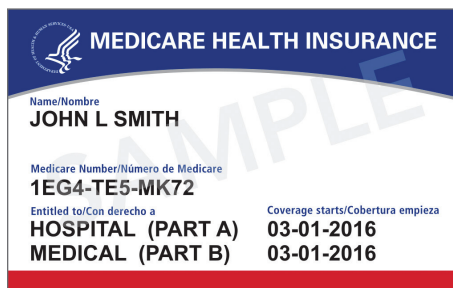 MEDICARE HEALTH INSURANCE
Name/Nombre
JOHN L SMITH
Medicare Number/Número de Medicare
1EG4-TE5-MK72
Entitled to/Con derecho a Coverage starts/Cobertura empieza
HOSPITAL (PART A) 03-01-2016
MEDICAL (PART B) 03-01-2016
SAMPLE